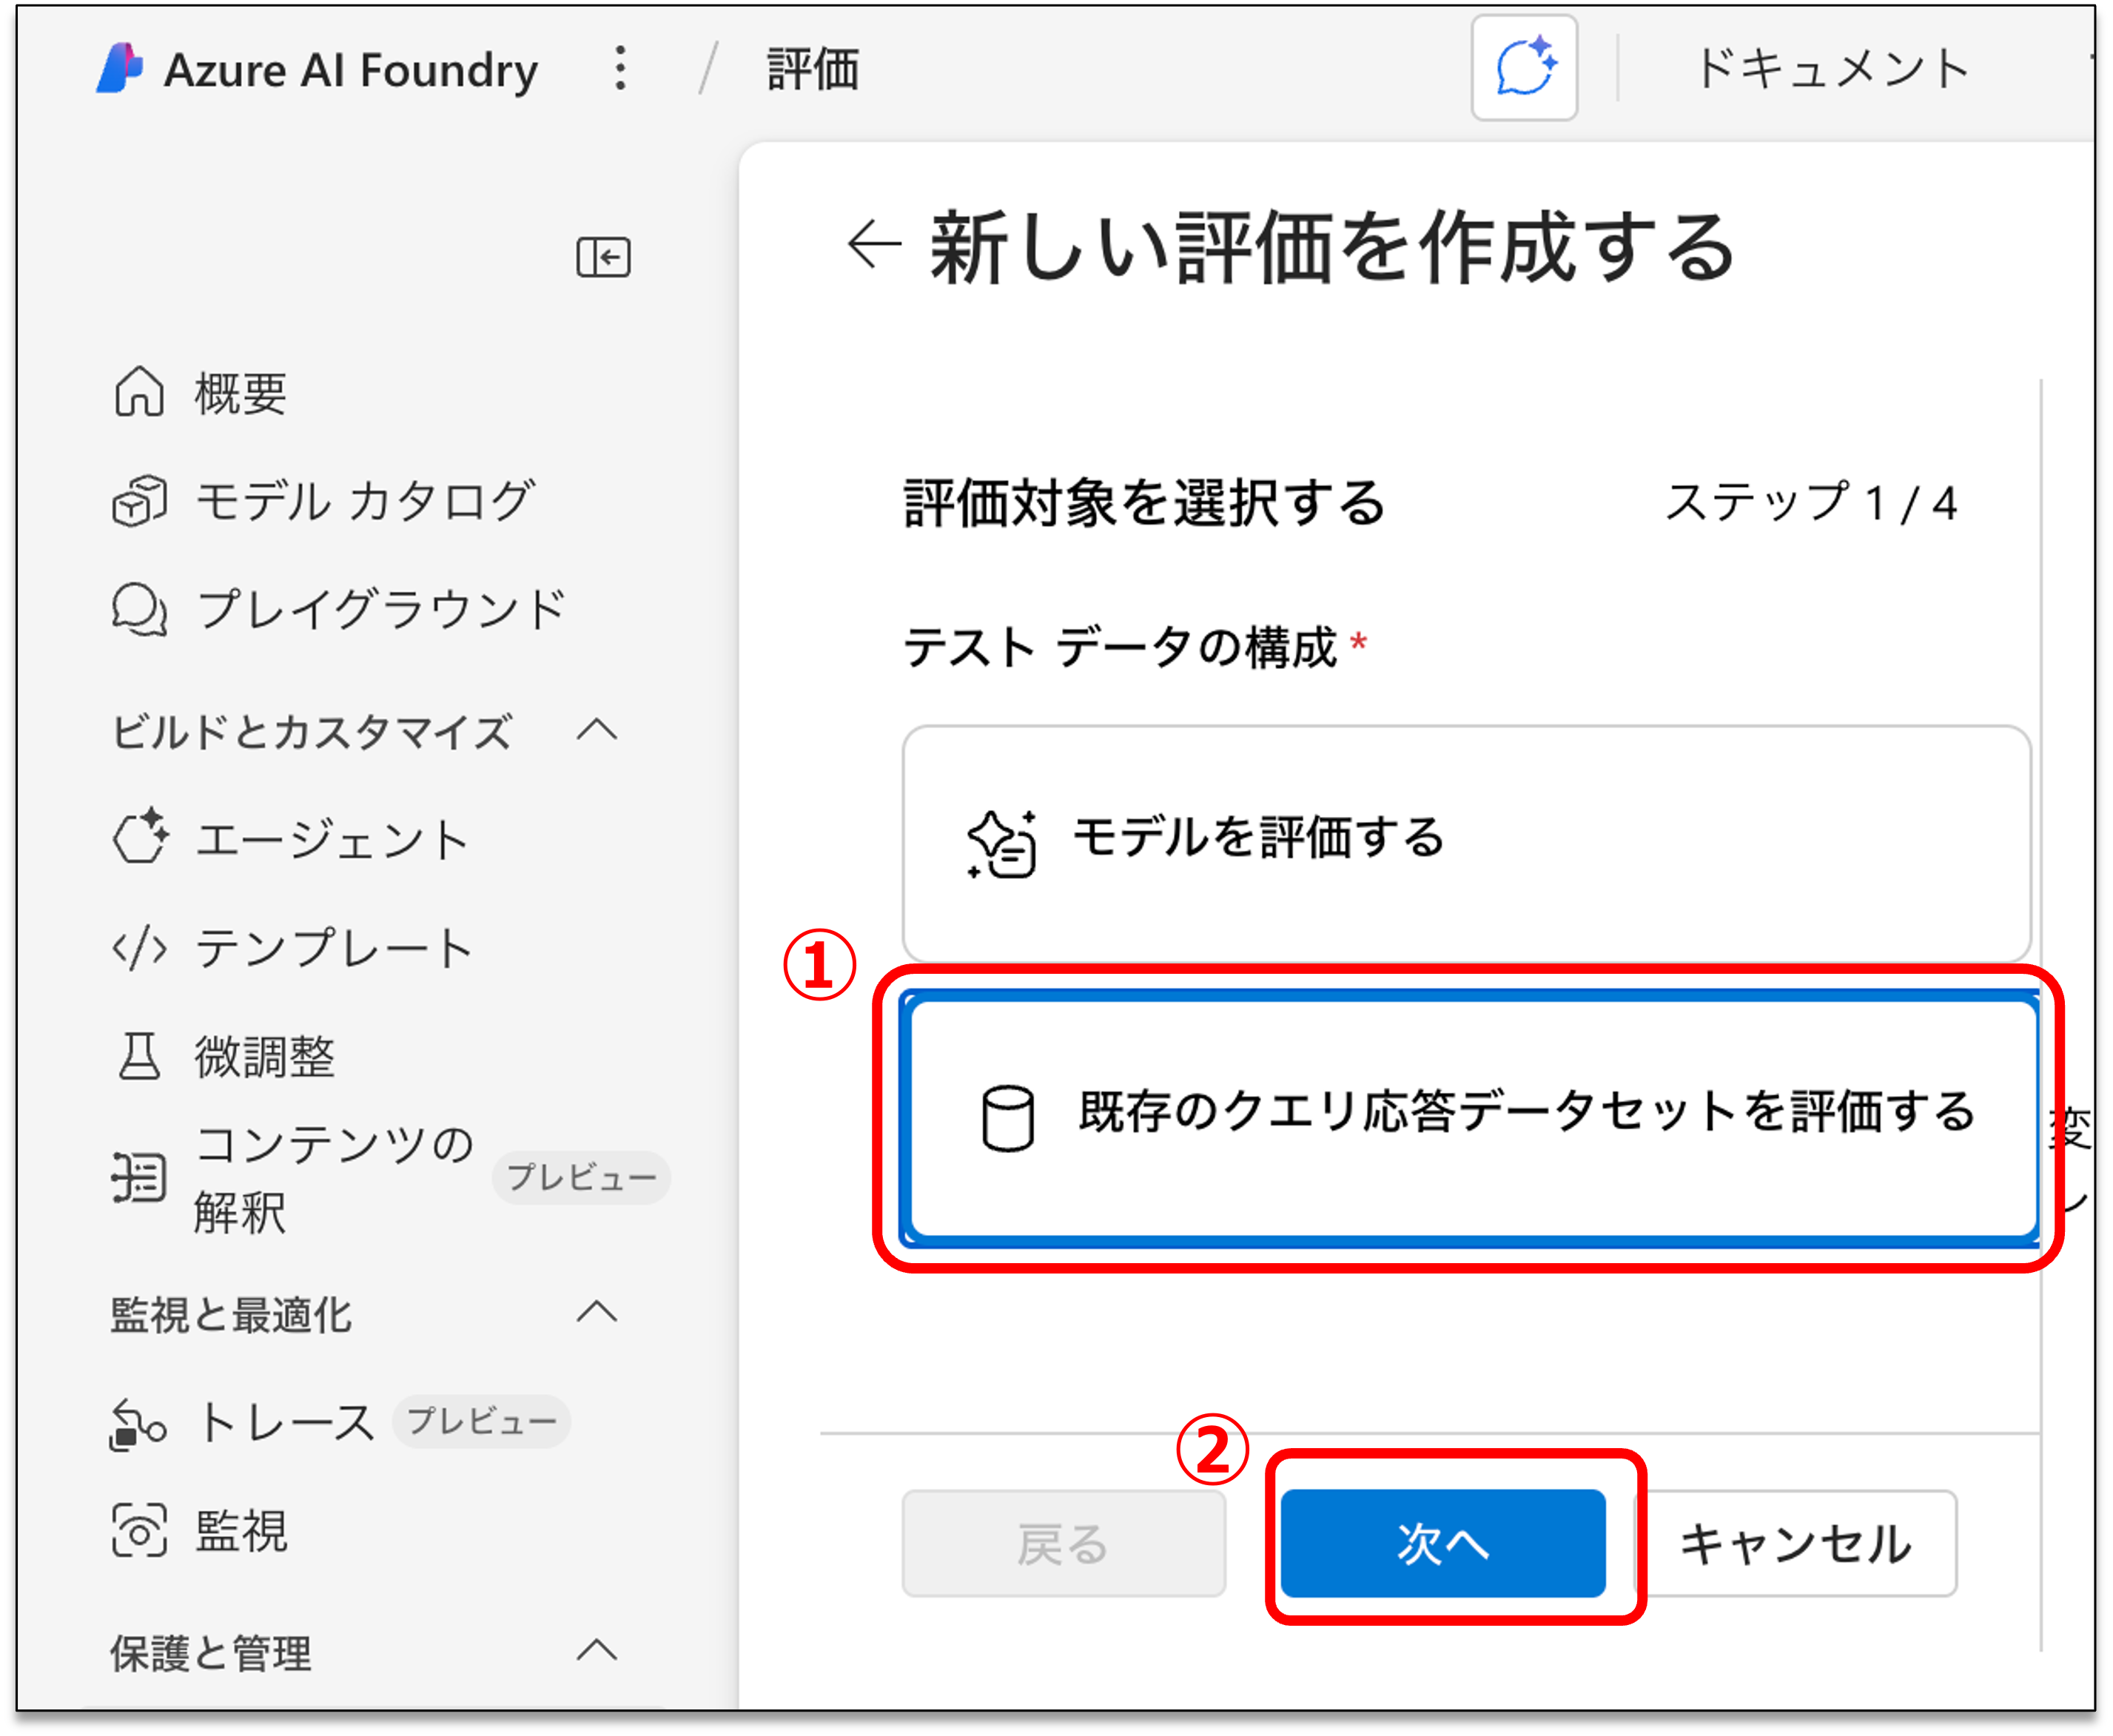 Azure AI Foundry
/ 評価
ドキュメント
新しい評価を作成する
概要
モデル カタログ
プレイグラウンド
ビルドとカスタマイズ
エージェント
テンプレート
微調整
コンテンツの
解釈
プレビュー
監視と最適化
トレース
プレビュー
監視
保護と管理
評価対象を選択する
ステップ 1 / 4
テスト データの構成 *
モデルを評価する
①
既存のクエリ応答データセットを評価する
変
②
戻る
次へ
キャンセル